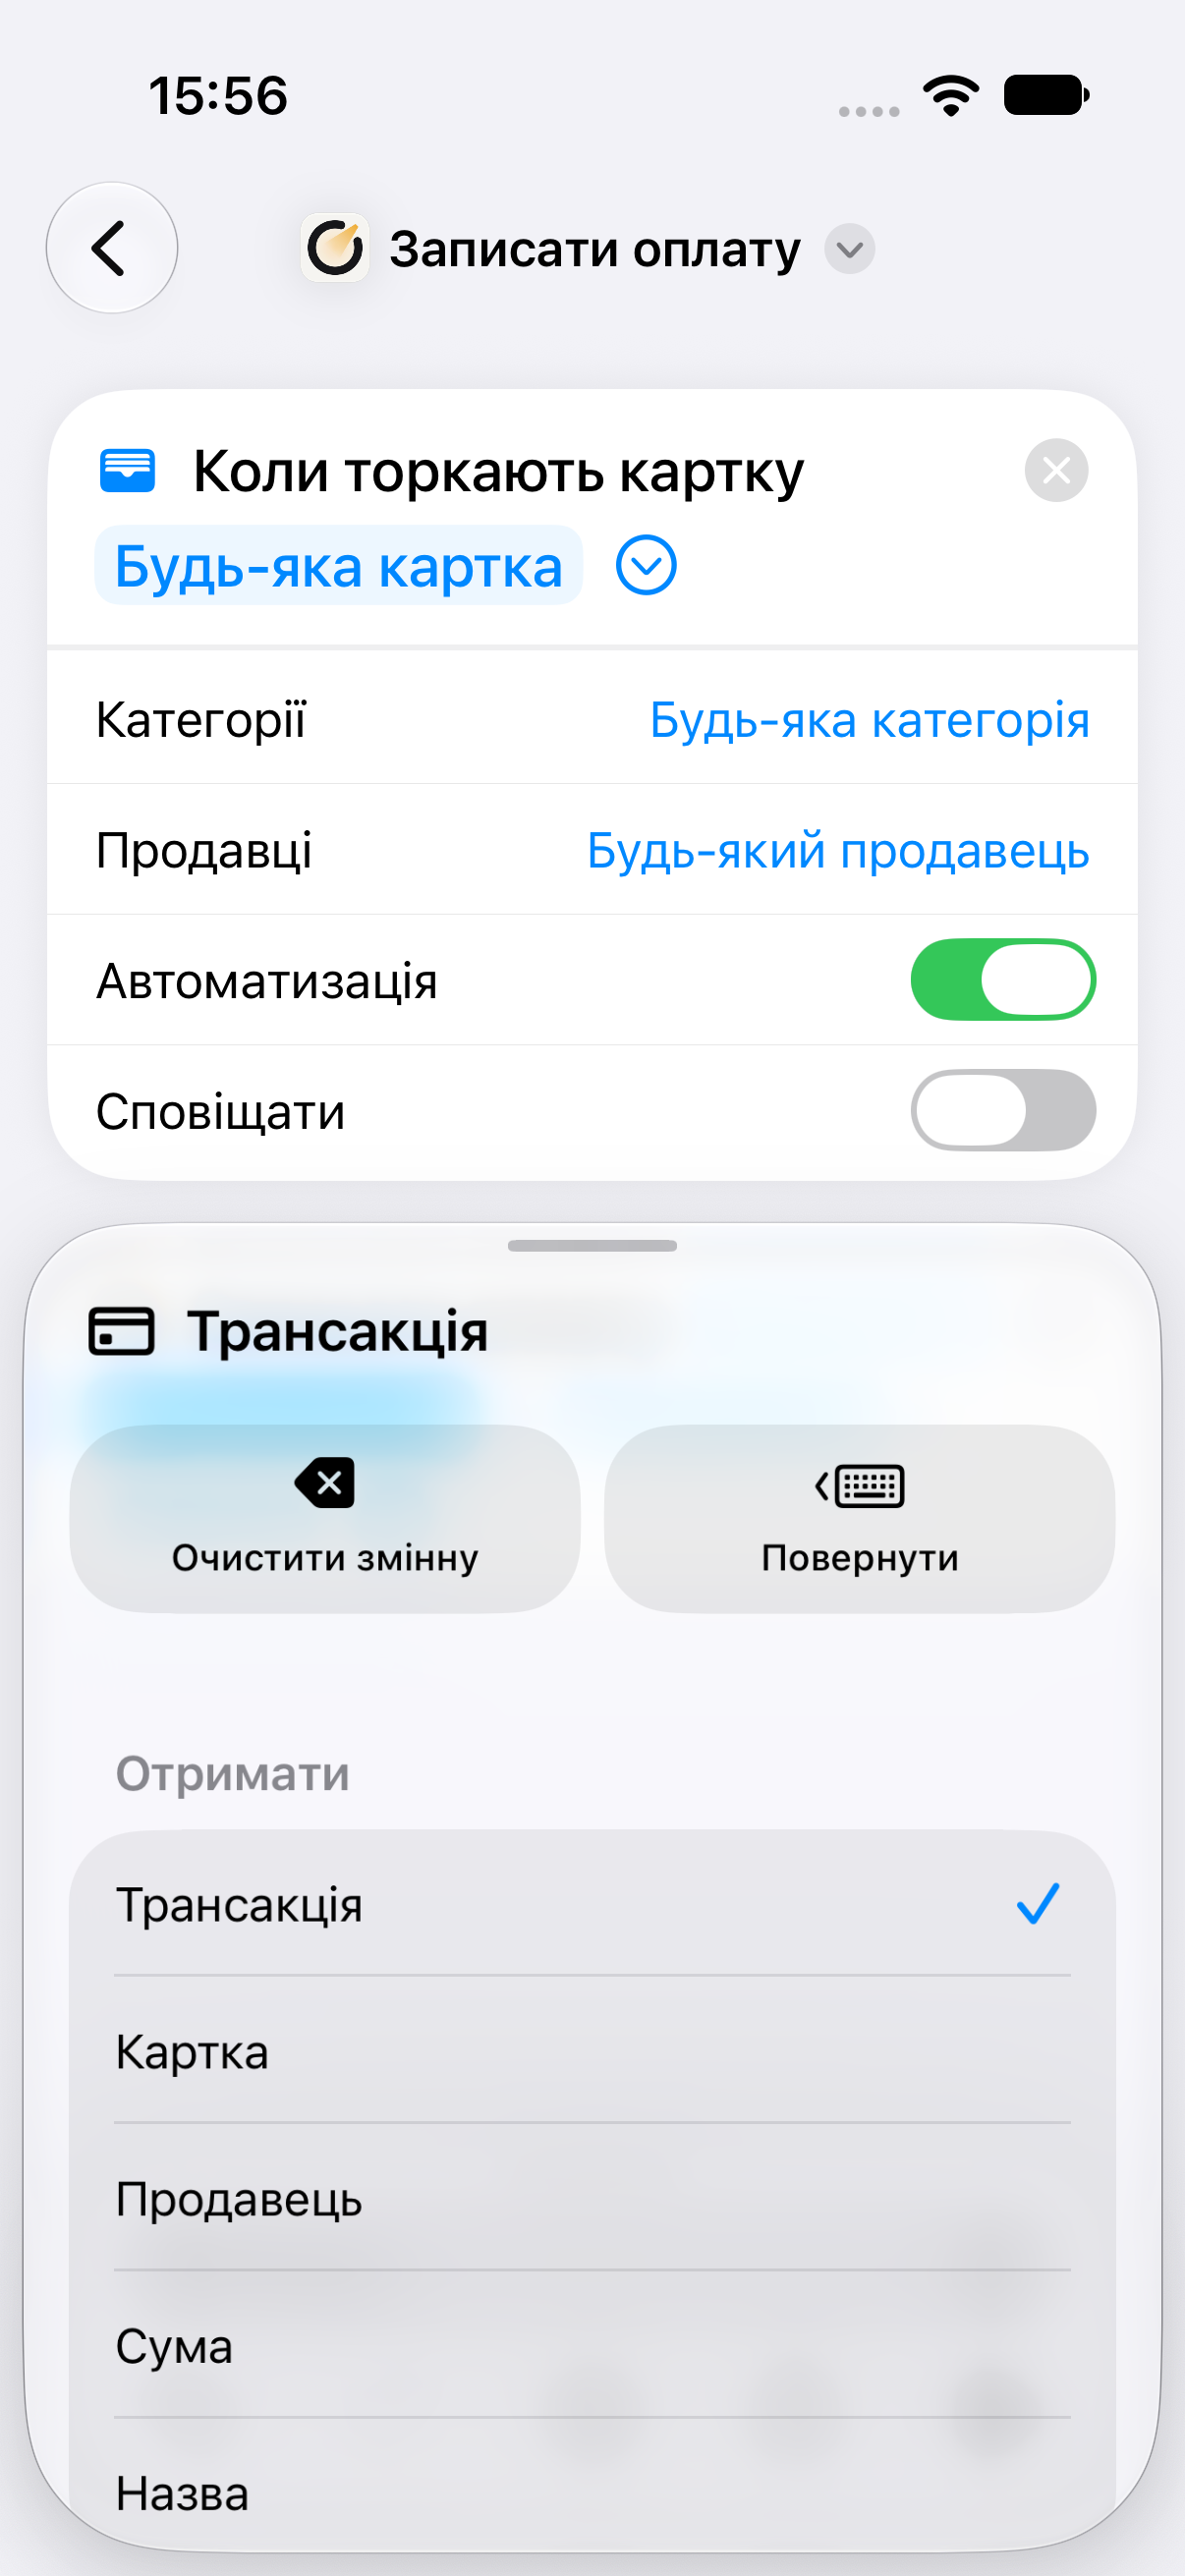 15:56
Записати оплату
Коли торкають картку
Будь-яка картка
Категорії
Будь-яка категорія
Продавці
Будь-який продавець
Автоматизація
Сповіщати
Трансакція
Очистити змінну
Повернути
Отримати
Трансакція
Картка
Продавець
Сума
Назва